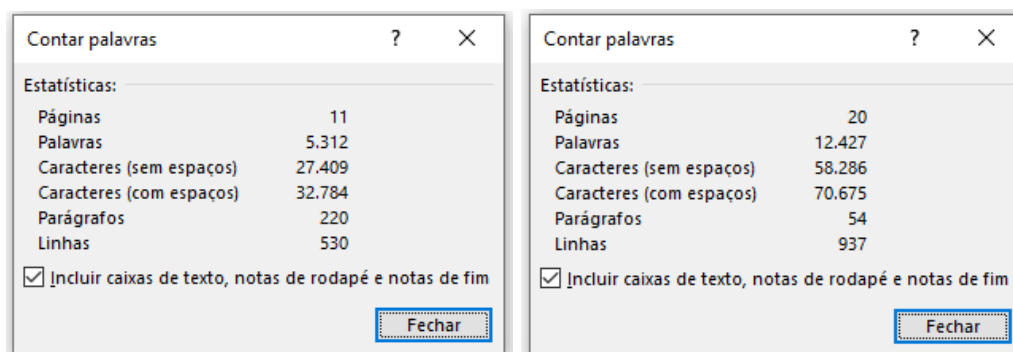 Contar palavras ? ×
Estatísticas:
Páginas 11
Palavras 5.312
Caracteres (sem espaços) 27.409
Caracteres (com espaços) 32.784
Parágrafos 220
Linhas 530
Incluir caixas de texto, notas de rodapé e notas de fim
Fechar
Contar palavras ? ×
Estatísticas:
Páginas 20
Palavras 12.427
Caracteres (sem espaços) 58.286
Caracteres (com espaços) 70.675
Parágrafos 54
Linhas 937
Incluir caixas de texto, notas de rodapé e notas de fim
Fechar